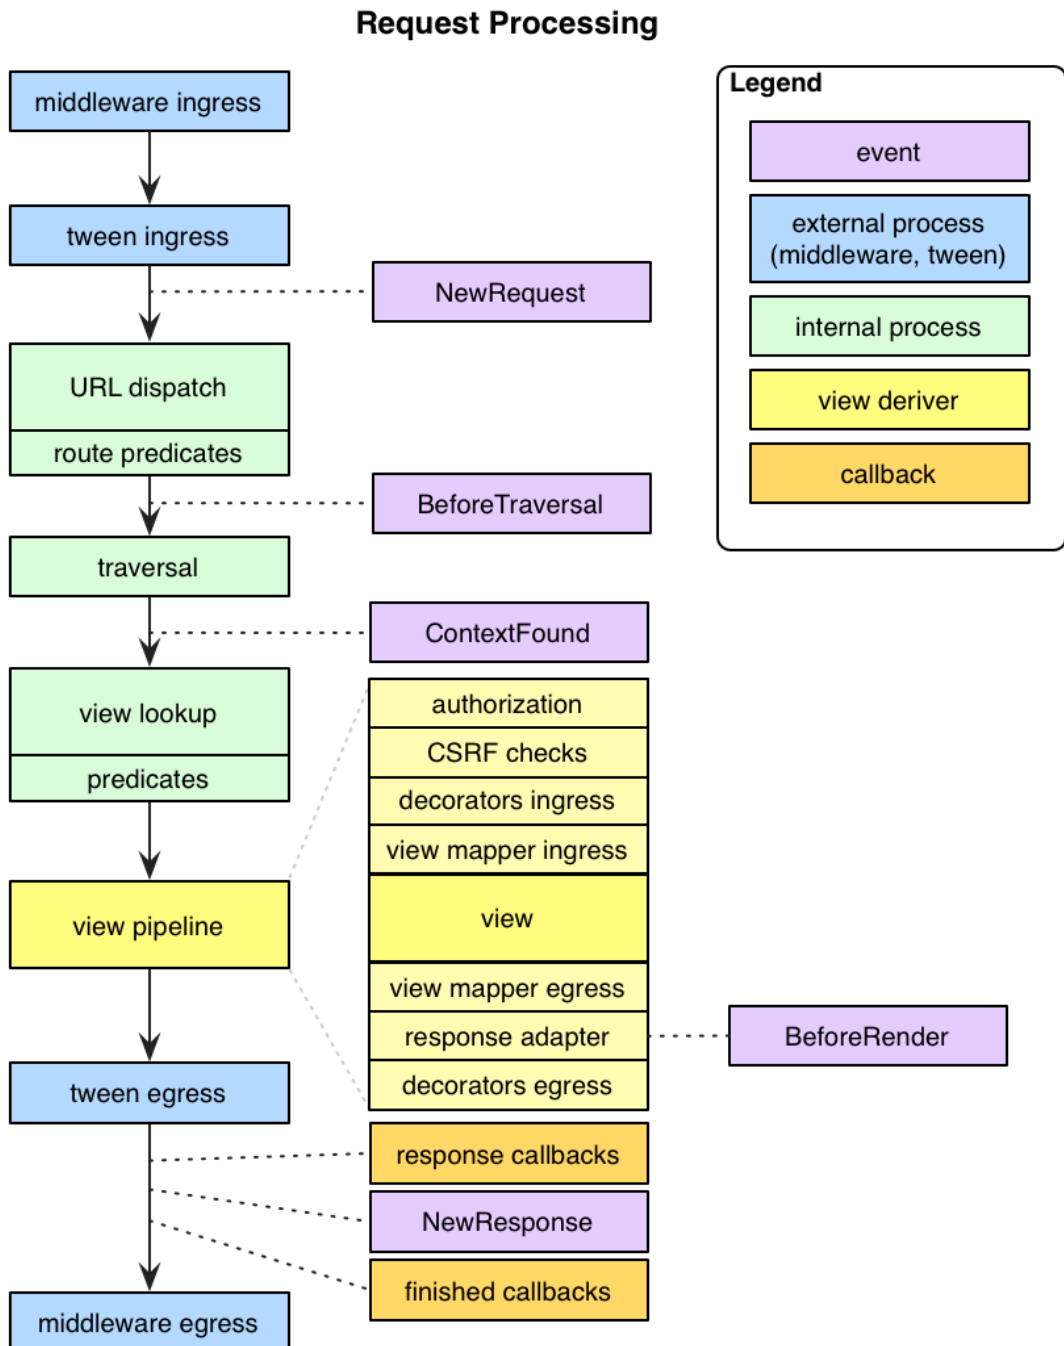 Request Processing
middleware ingress
tween ingress
NewRequest
URL dispatch
route predicates
BeforeTraversal
traversal
ContextFound
view lookup
predicates
view pipeline
authorization
CSRF checks
decorators ingress
view mapper ingress
view
view mapper egress
response adapter
decorators egress
BeforeRender
tween egress
response callbacks
NewResponse
finished callbacks
middleware egress
Legend
event
external process
(middleware, tween)
internal process
view deriver
callback